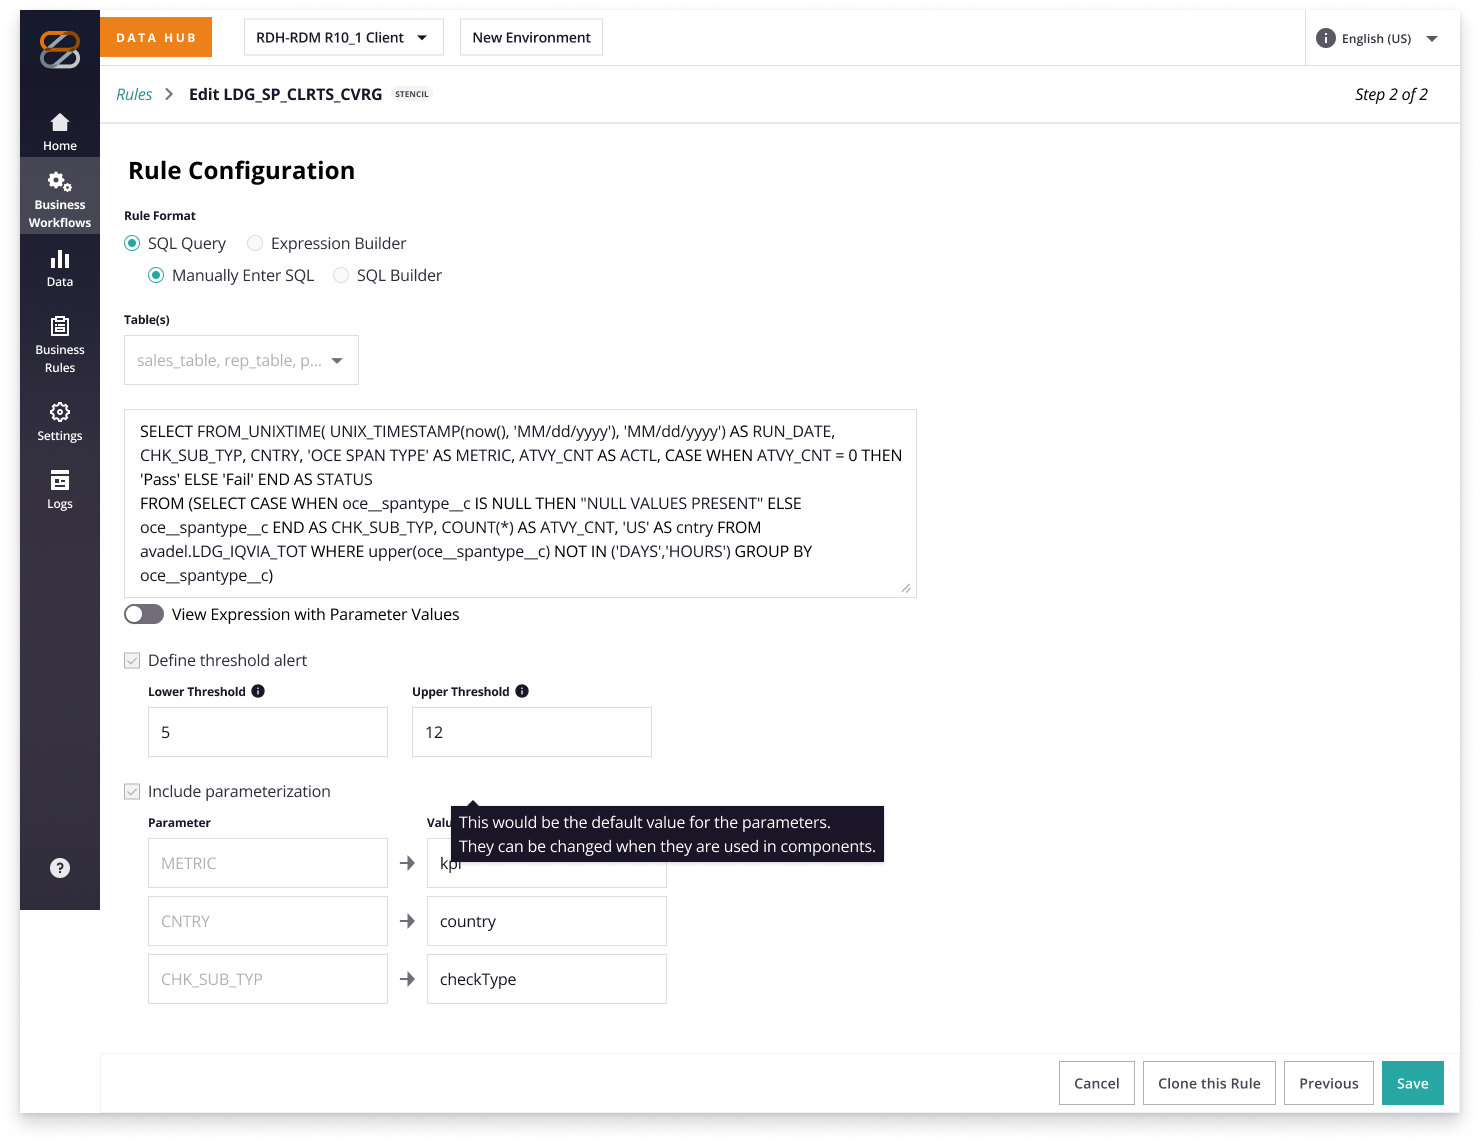 DATA HUB
RDH-RDM R10_1 Client
New Environment
English (US)
Rules
Edit LDG_SP_CLRTS_CVRG
STENCIL
Step 2 of 2
Home
Business
Workflows
Data
Business
Rules
Settings
Logs
Rule Configuration
Rule Format
SQL Query
Expression Builder
Manually Enter SQL
SQL Builder
Table(s)
sales_table, rep_table, p...
SELECT FROM_UNIXTIME( UNIX_TIMESTAMP(now(), 'MM/dd/yyyy'), 'MM/dd/yyyy') AS RUN_DATE,
CHK_SUB_TYP, CNTRY, 'OCE SPAN TYPE' AS METRIC, ATVY_CNT AS ACTL, CASE WHEN ATVY_CNT = 0 THEN
'Pass' ELSE 'Fail' END AS STATUS
FROM (SELECT CASE WHEN oce__spantype__c IS NULL THEN "NULL VALUES PRESENT" ELSE
oce__spantype__c END AS CHK_SUB_TYP, COUNT(*) AS ATVY_CNT, 'US' AS cntry FROM
avadel.LDG_IQVIA_TOT WHERE upper(oce__spantype__c) NOT IN ('DAYS','HOURS') GROUP BY
oce__spantype__c)
View Expression with Parameter Values
Define threshold alert
Lower Threshold
Upper Threshold
5
12
Include parameterization
Parameter
This would be the default value for the parameters.
They can be changed when they are used in components.
METRIC
CNTRY
country
CHK_SUB_TYP
checkType
Cancel
Clone this Rule
Previous
Save